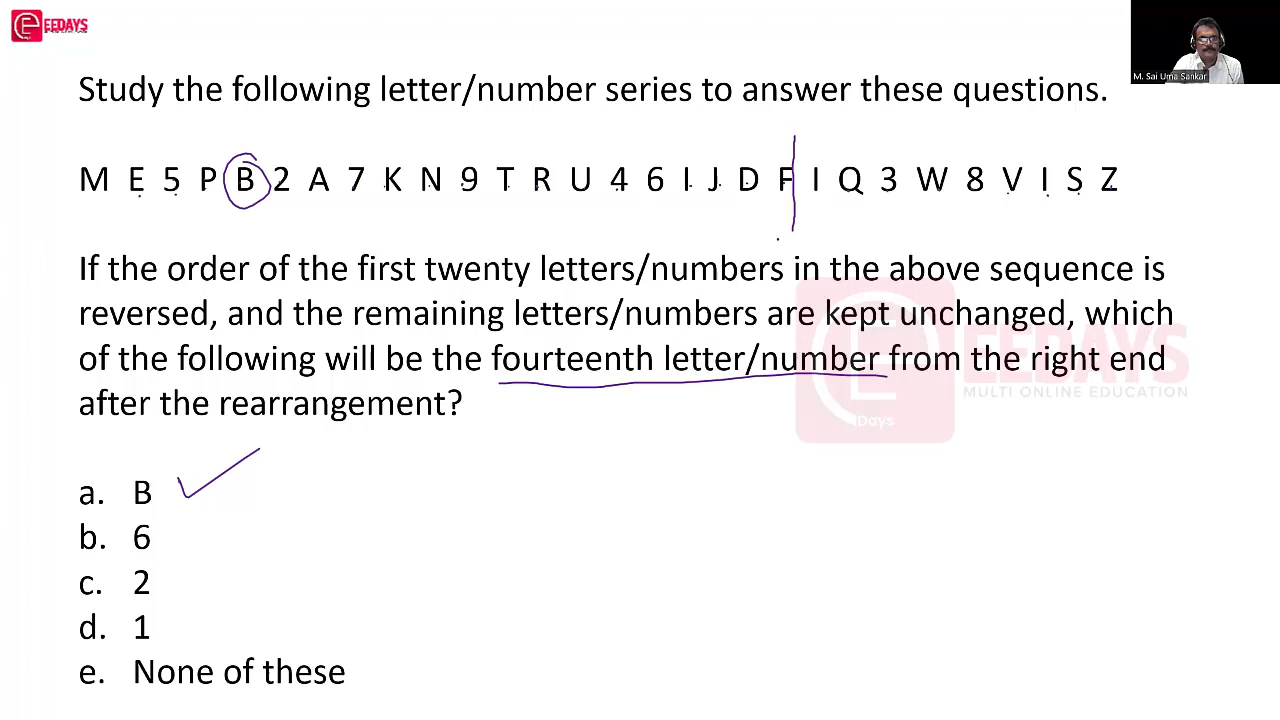 EEDAYS
M. Sai Uma Sankar
Study the following letter/number series to answer these questions.
M E 5 P B 2 A 7 K N 9 T R U 4 6 I J D F I Q 3 W 8 V I S Z
If the order of the first twenty letters/numbers in the above sequence is
reversed, and the remaining letters/numbers are kept unchanged, which
of the following will be the fourteenth letter/number from the right end
after the rearrangement?
EEDAYS
MULTI ONLINE EDUCATION
Days
a. B
b. 6
c. 2
d. 1
e. None of these